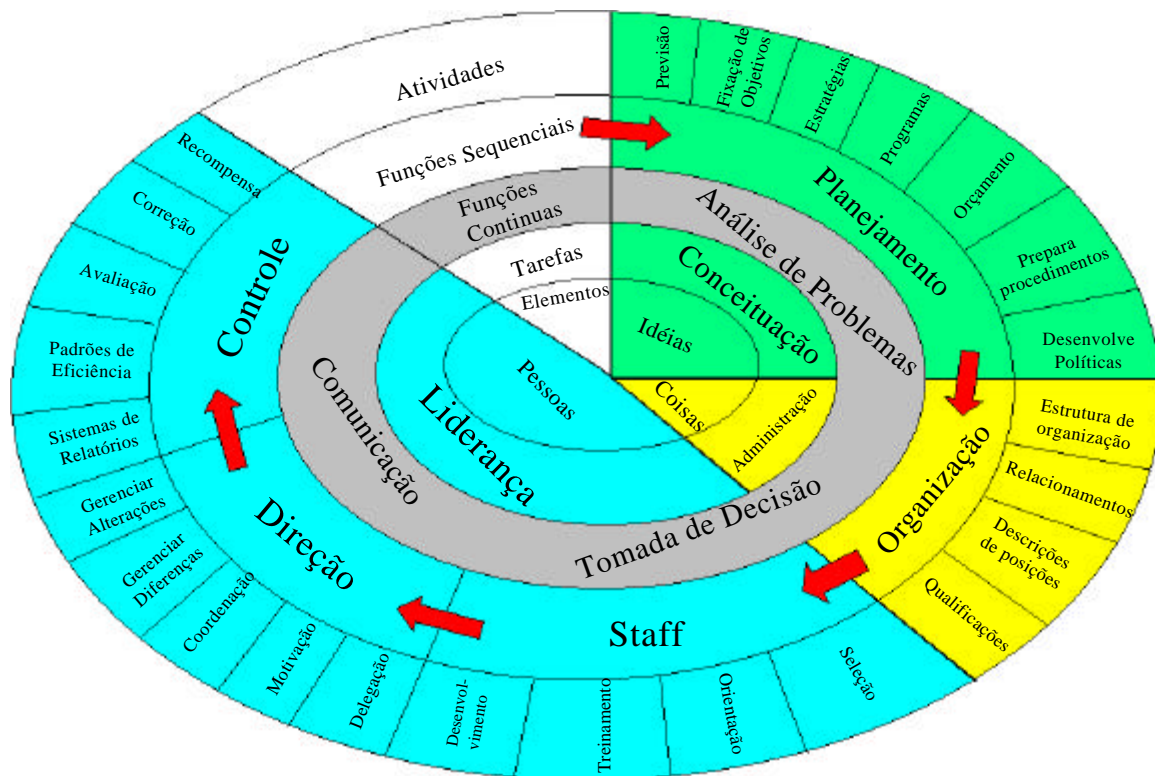 Atividades
Funções Sequenciais
Funções
Continuas
Tarefas
Elementos
Previsão
Fixação de
Objetivos
Estratégias
Programas
Orçamento
Prepara
procedimentos
Desenvolve
Políticas
Planejamento
Análise de Problemas
Conceituação
Idéias
Coisas
Administração
Organização
Estrutura de
organização
Relacionamentos
Descrições
de posições
Qualificações
Tomada de Decisão
Staff
Seleção
Orientação
Treinamento
Desenvol-
vimento
Direção
Delegação
Motivação
Coordenação
Gerenciar
Diferenças
Gerenciar
Alterações
Controle
Sistemas de
Relatórios
Padrões de
Eficiência
Avaliação
Correção
Recompensa
Comunicação
Liderança
Pessoas